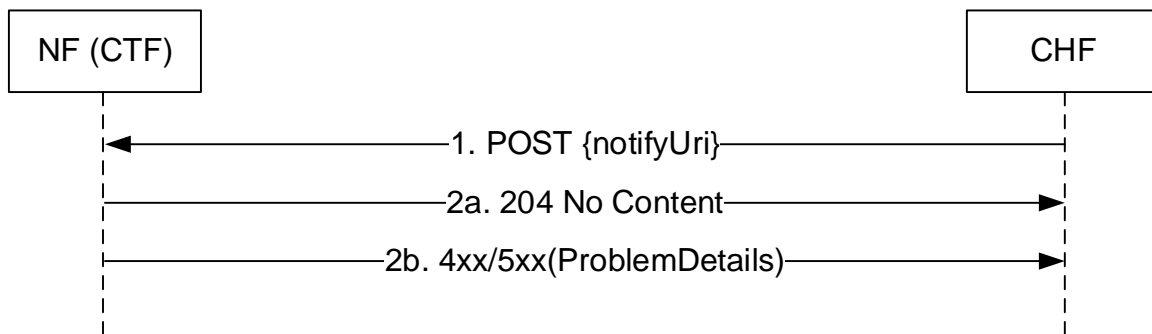 NF (CTF)
CHF
1. POST {notifyUri}
2a. 204 No Content
2b. 4xx/5xx(ProblemDetails)